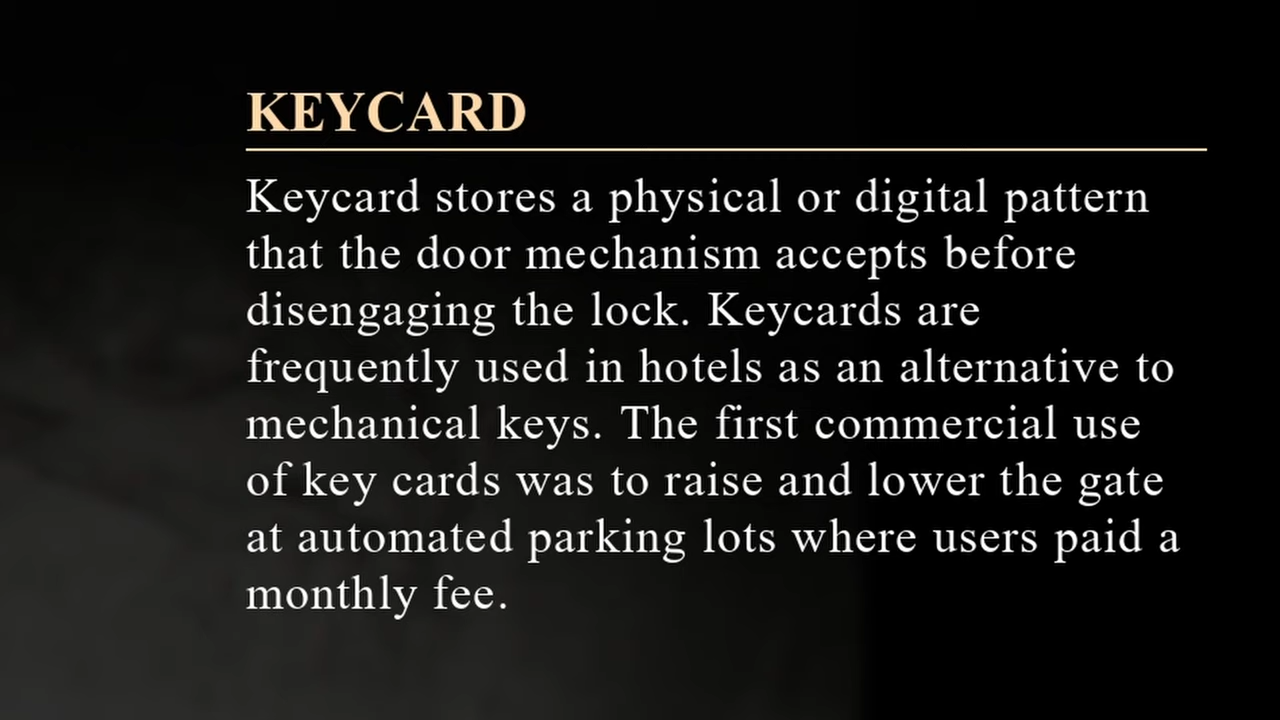 KEYCARD
Keycard stores a physical or digital pattern
that the door mechanism accepts before
disengaging the lock. Keycards are
frequently used in hotels as an alternative to
mechanical keys. The first commercial use
of key cards was to raise and lower the gate
at automated parking lots where users paid a
monthly fee.